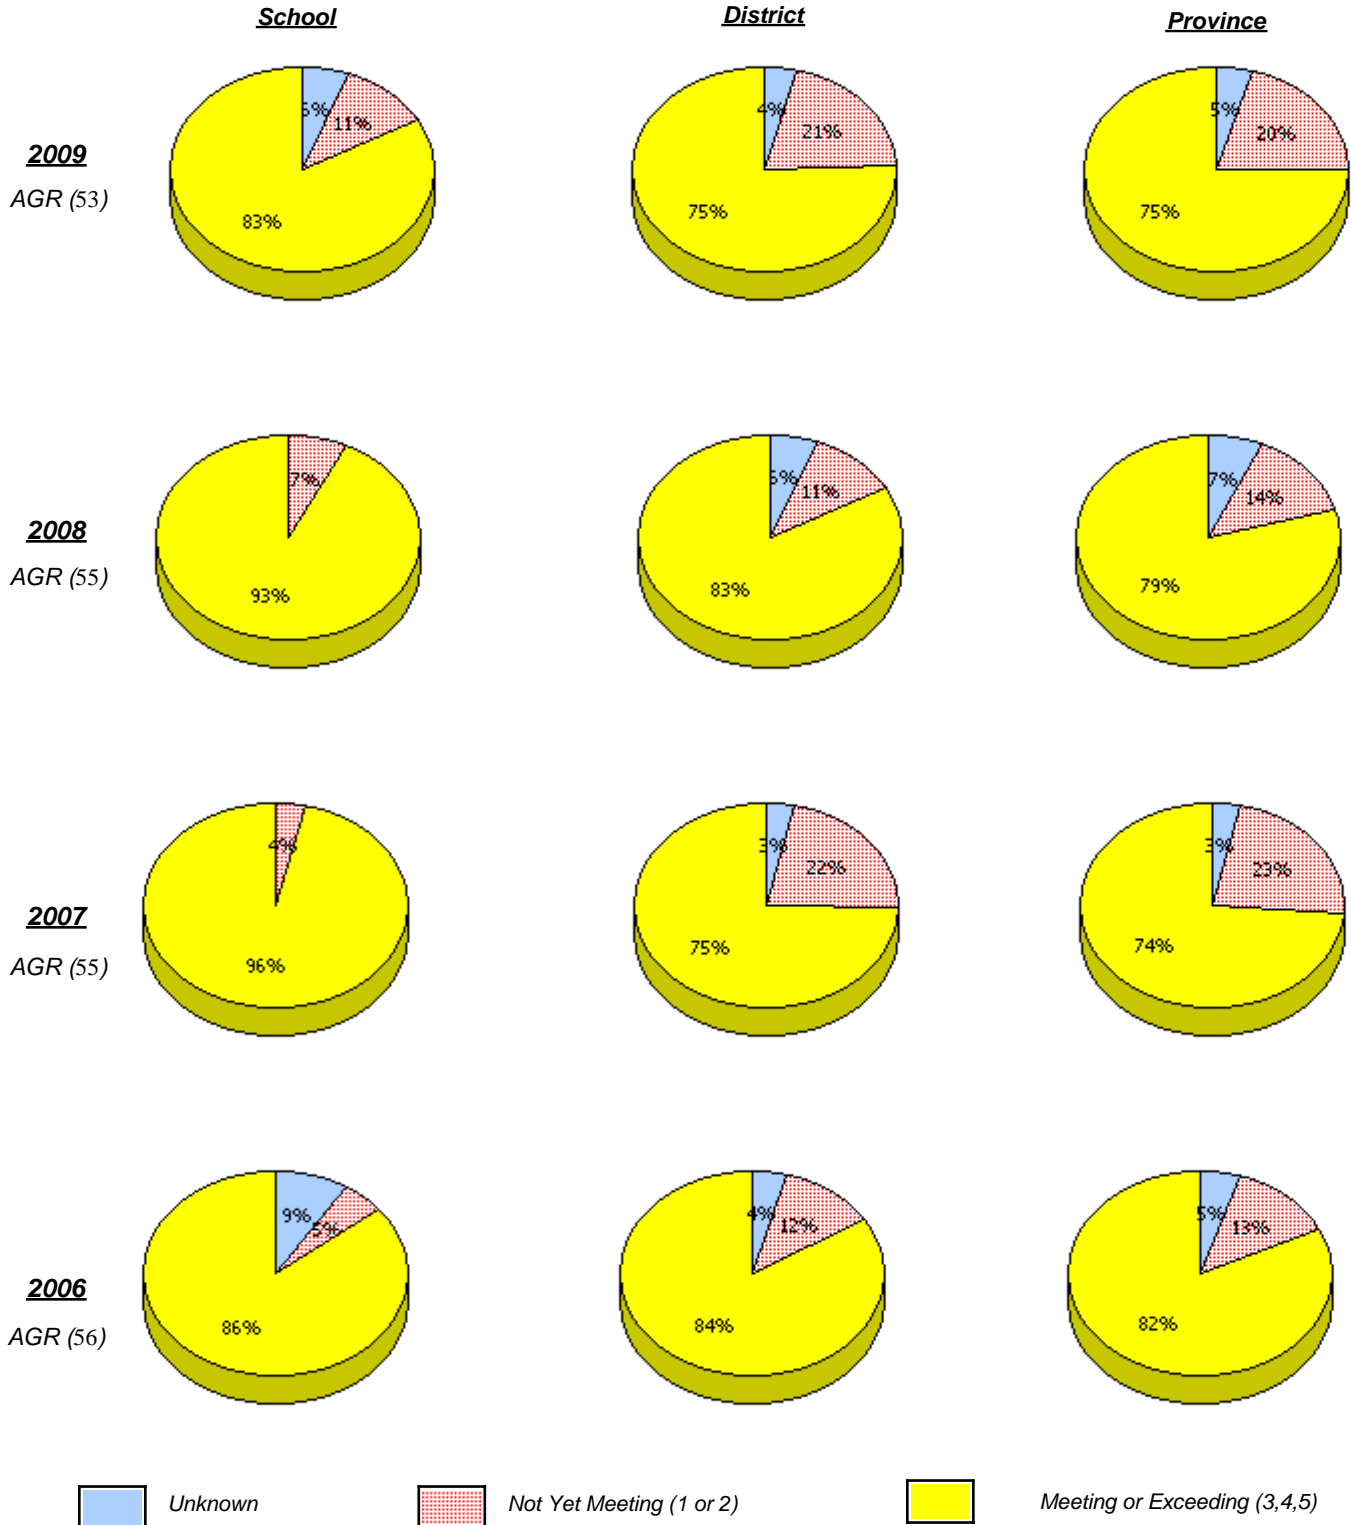 School District Province
6% 4% 5%
11% 21% 20%
2009
AGR (53)
83% 75% 75%
7% 6% 11% 7% 14%
2008
AGR (55)
93% 83% 79%
4% 3% 22% 3% 23%
2007
AGR (55)
96% 75% 74%
9% 5% 4% 12% 5% 13%
2006
AGR (56)
86% 84% 82%
Unknown Not Yet Meeting (1 or 2) Meeting or Exceeding (3,4,5)